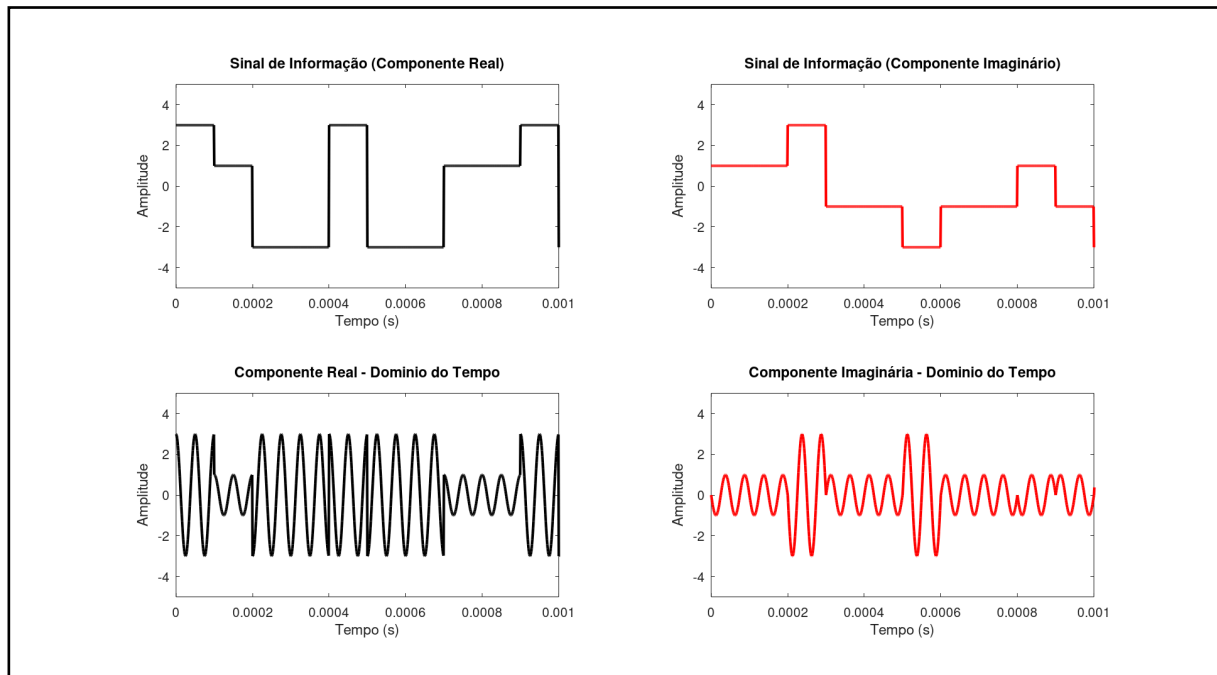 Sinal de Informação (Componente Real)
4
2
0
-2
-4
Amplitude
0 0.0002 0.0004 0.0006 0.0008 0.001
Tempo (s)
Sinal de Informação (Componente Imaginário)
4
2
0
-2
-4
Amplitude
0 0.0002 0.0004 0.0006 0.0008 0.001
Tempo (s)
Componente Real - Dominio do Tempo
4
2
0
-2
-4
Amplitude
0 0.0002 0.0004 0.0006 0.0008 0.001
Tempo (s)
Componente Imaginária - Dominio do Tempo
4
2
0
-2
-4
Amplitude
0 0.0002 0.0004 0.0006 0.0008 0.001
Tempo (s)